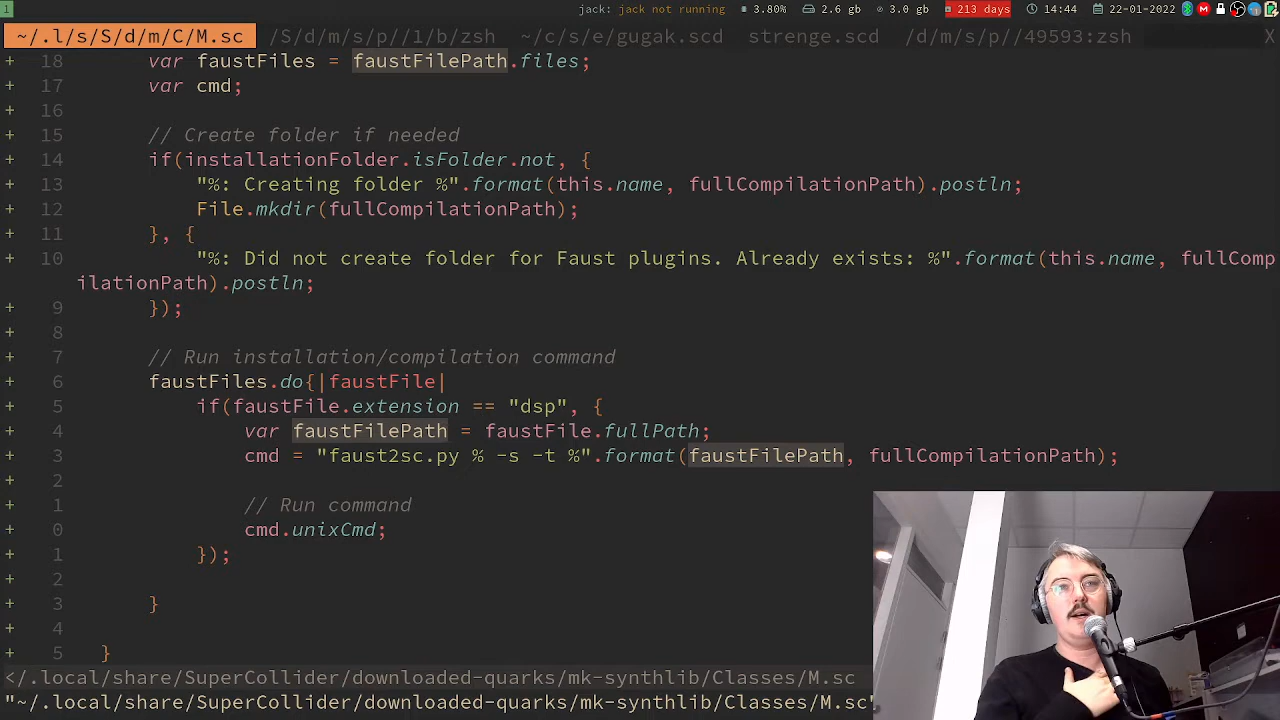 1 jack: jack not running 3.80% 2.6 gb 3.0 gb 213 days 14:44 22-01-2022
~/.l/s/S/d/m/C/M.sc /S/d/m/s/p//1/b/zsh ~/c/s/e/gugak.scd strenge.scd /d/m/s/p//49593:zsh X
+ 18 var faustFiles = faustFilePath.files;
+ 17 var cmd;
+ 16
+ 15 // Create folder if needed
+ 14 if(installationFolder.isFolder.not, {
+ 13 "%: Creating folder %".format(this.name, fullCompilationPath).postln;
+ 12 File.mkdir(fullCompilationPath);
+ 11 }, {
+ 10 "%: Did not create folder for Faust plugins. Already exists: %".format(this.name, fullComp
ilationPath).postln;
+ 9 });
+ 8
+ 7 // Run installation/compilation command
+ 6 faustFiles.do{|faustFile|
+ 5 if(faustFile.extension == "dsp", {
+ 4 var faustFilePath = faustFile.fullPath;
+ 3 cmd = "faust2sc.py % -s -t %".format(faustFilePath, fullCompilationPath);
+ 2
+ 1 // Run command
+ 0 cmd.unixCmd;
+ 1 });
+ 2
+ 3 }
+ 4
+ 5 }
</.local/share/SuperCollider/downloaded-quarks/mk-synthlib/Classes/M.sc
"~/.local/share/SuperCollider/downloaded-quarks/mk-synthlib/Classes/M.sc"